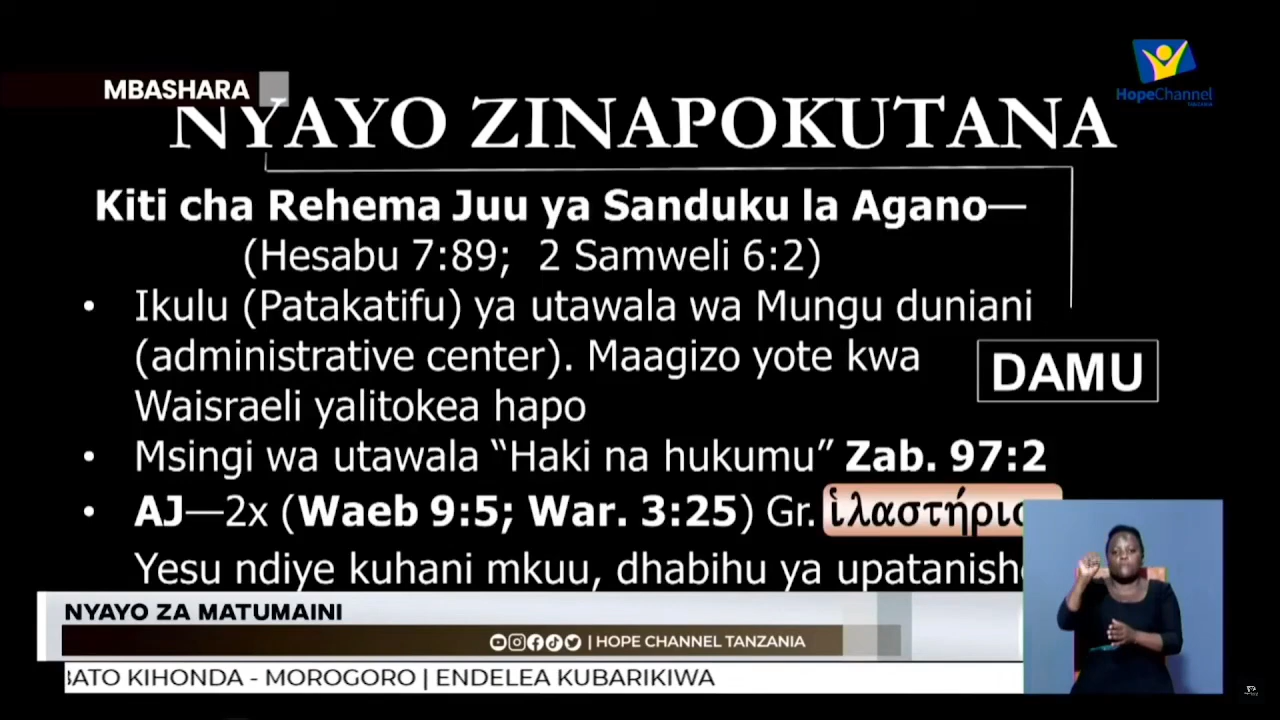 MBASHARA
HopeChannel
TANZANIA
NYAYO ZINAPOKUTANA
Kiti cha Rehema Juu ya Sanduku la Agano—
(Hesabu 7:89; 2 Samweli 6:2)
• Ikulu (Patakatifu) ya utawala wa Mungu duniani
(administrative center). Maagizo yote kwa
Waisraeli yalitokea hapo
DAMU
• Msingi wa utawala “Haki na hukumu” Zab. 97:2
• AJ—2x (Waeb 9:5; War. 3:25) Gr.
Yesu ndiye kuhani mkuu, dhabihu ya
NYAYO ZA MATUMAINI
| HOPE CHANNEL TANZANIA
KIHONDA - MOROGORO | ENDELEA KUBARIKIWA